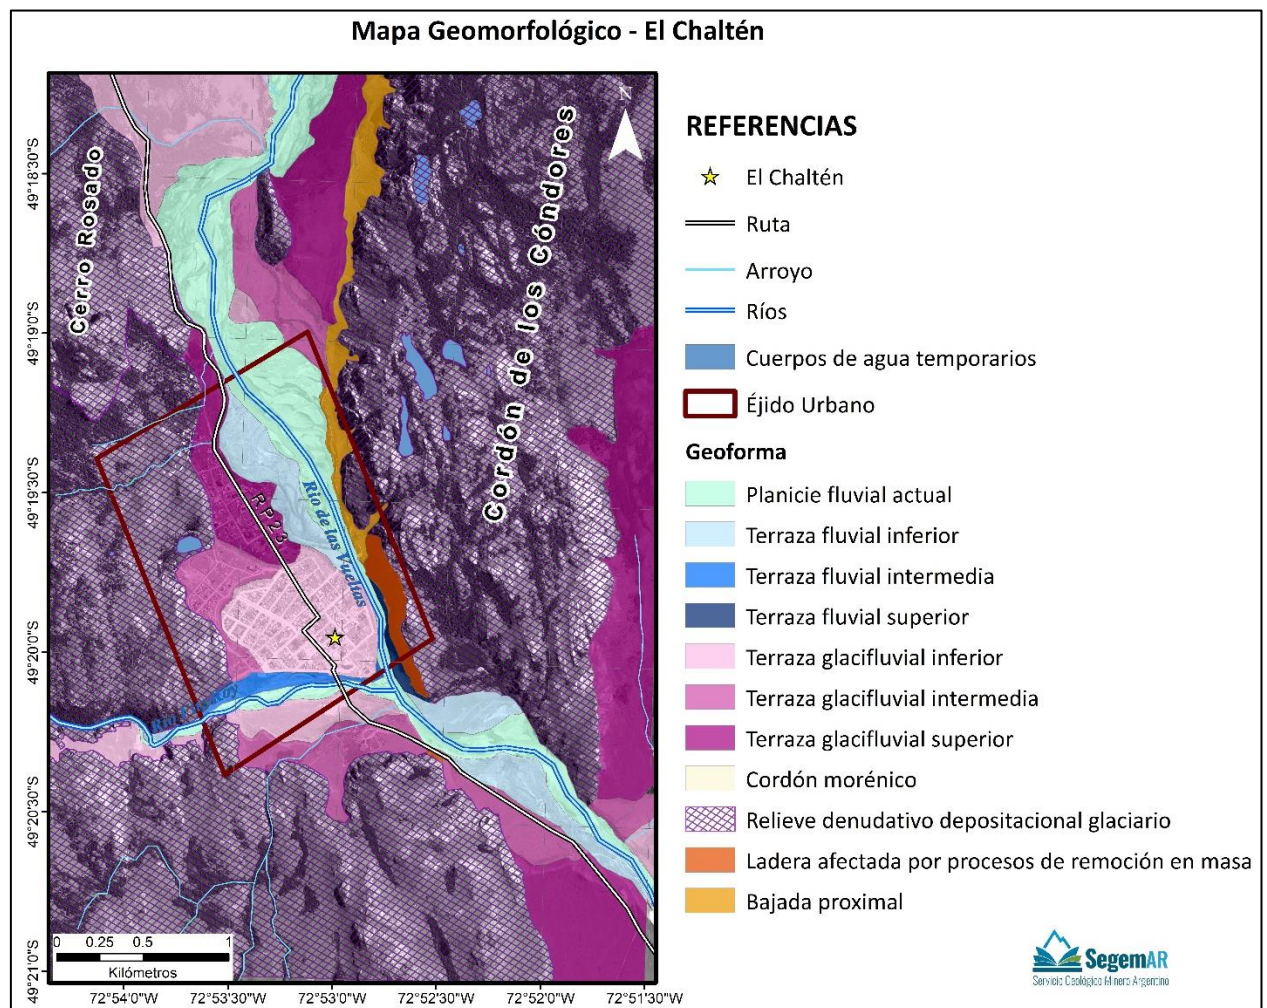 Mapa Geomorfológico - El Chaltén
N
Cerro Rosado
Cordón de los Cóndores
RP23
Río de las Vueltas
0 0.25 0.5 1
Kilómetros
49°18'30"S
49°19'0"S
49°19'30"S
49°20'0"S
49°20'30"S
49°21'0"S
72°54'0"W
72°53'30"W
72°53'0"W
72°52'30"W
72°52'0"W
72°51'30"W
REFERENCIAS
El Chaltén
Ruta
Arroyo
Ríos
Cuerpos de agua temporarios
Éjido Urbano
Geoforma
Planicie fluvial actual
Terraza fluvial inferior
Terraza fluvial intermedia
Terraza fluvial superior
Terraza glacifluvial inferior
Terraza glacifluvial intermedia
Terraza glacifluvial superior
Cordón morénico
Relieve denudativo depositacional glaciario
Ladera afectada por procesos de remoción en masa
Bajada proximal
SegemAR
Servicio Geológico Minero Argentino